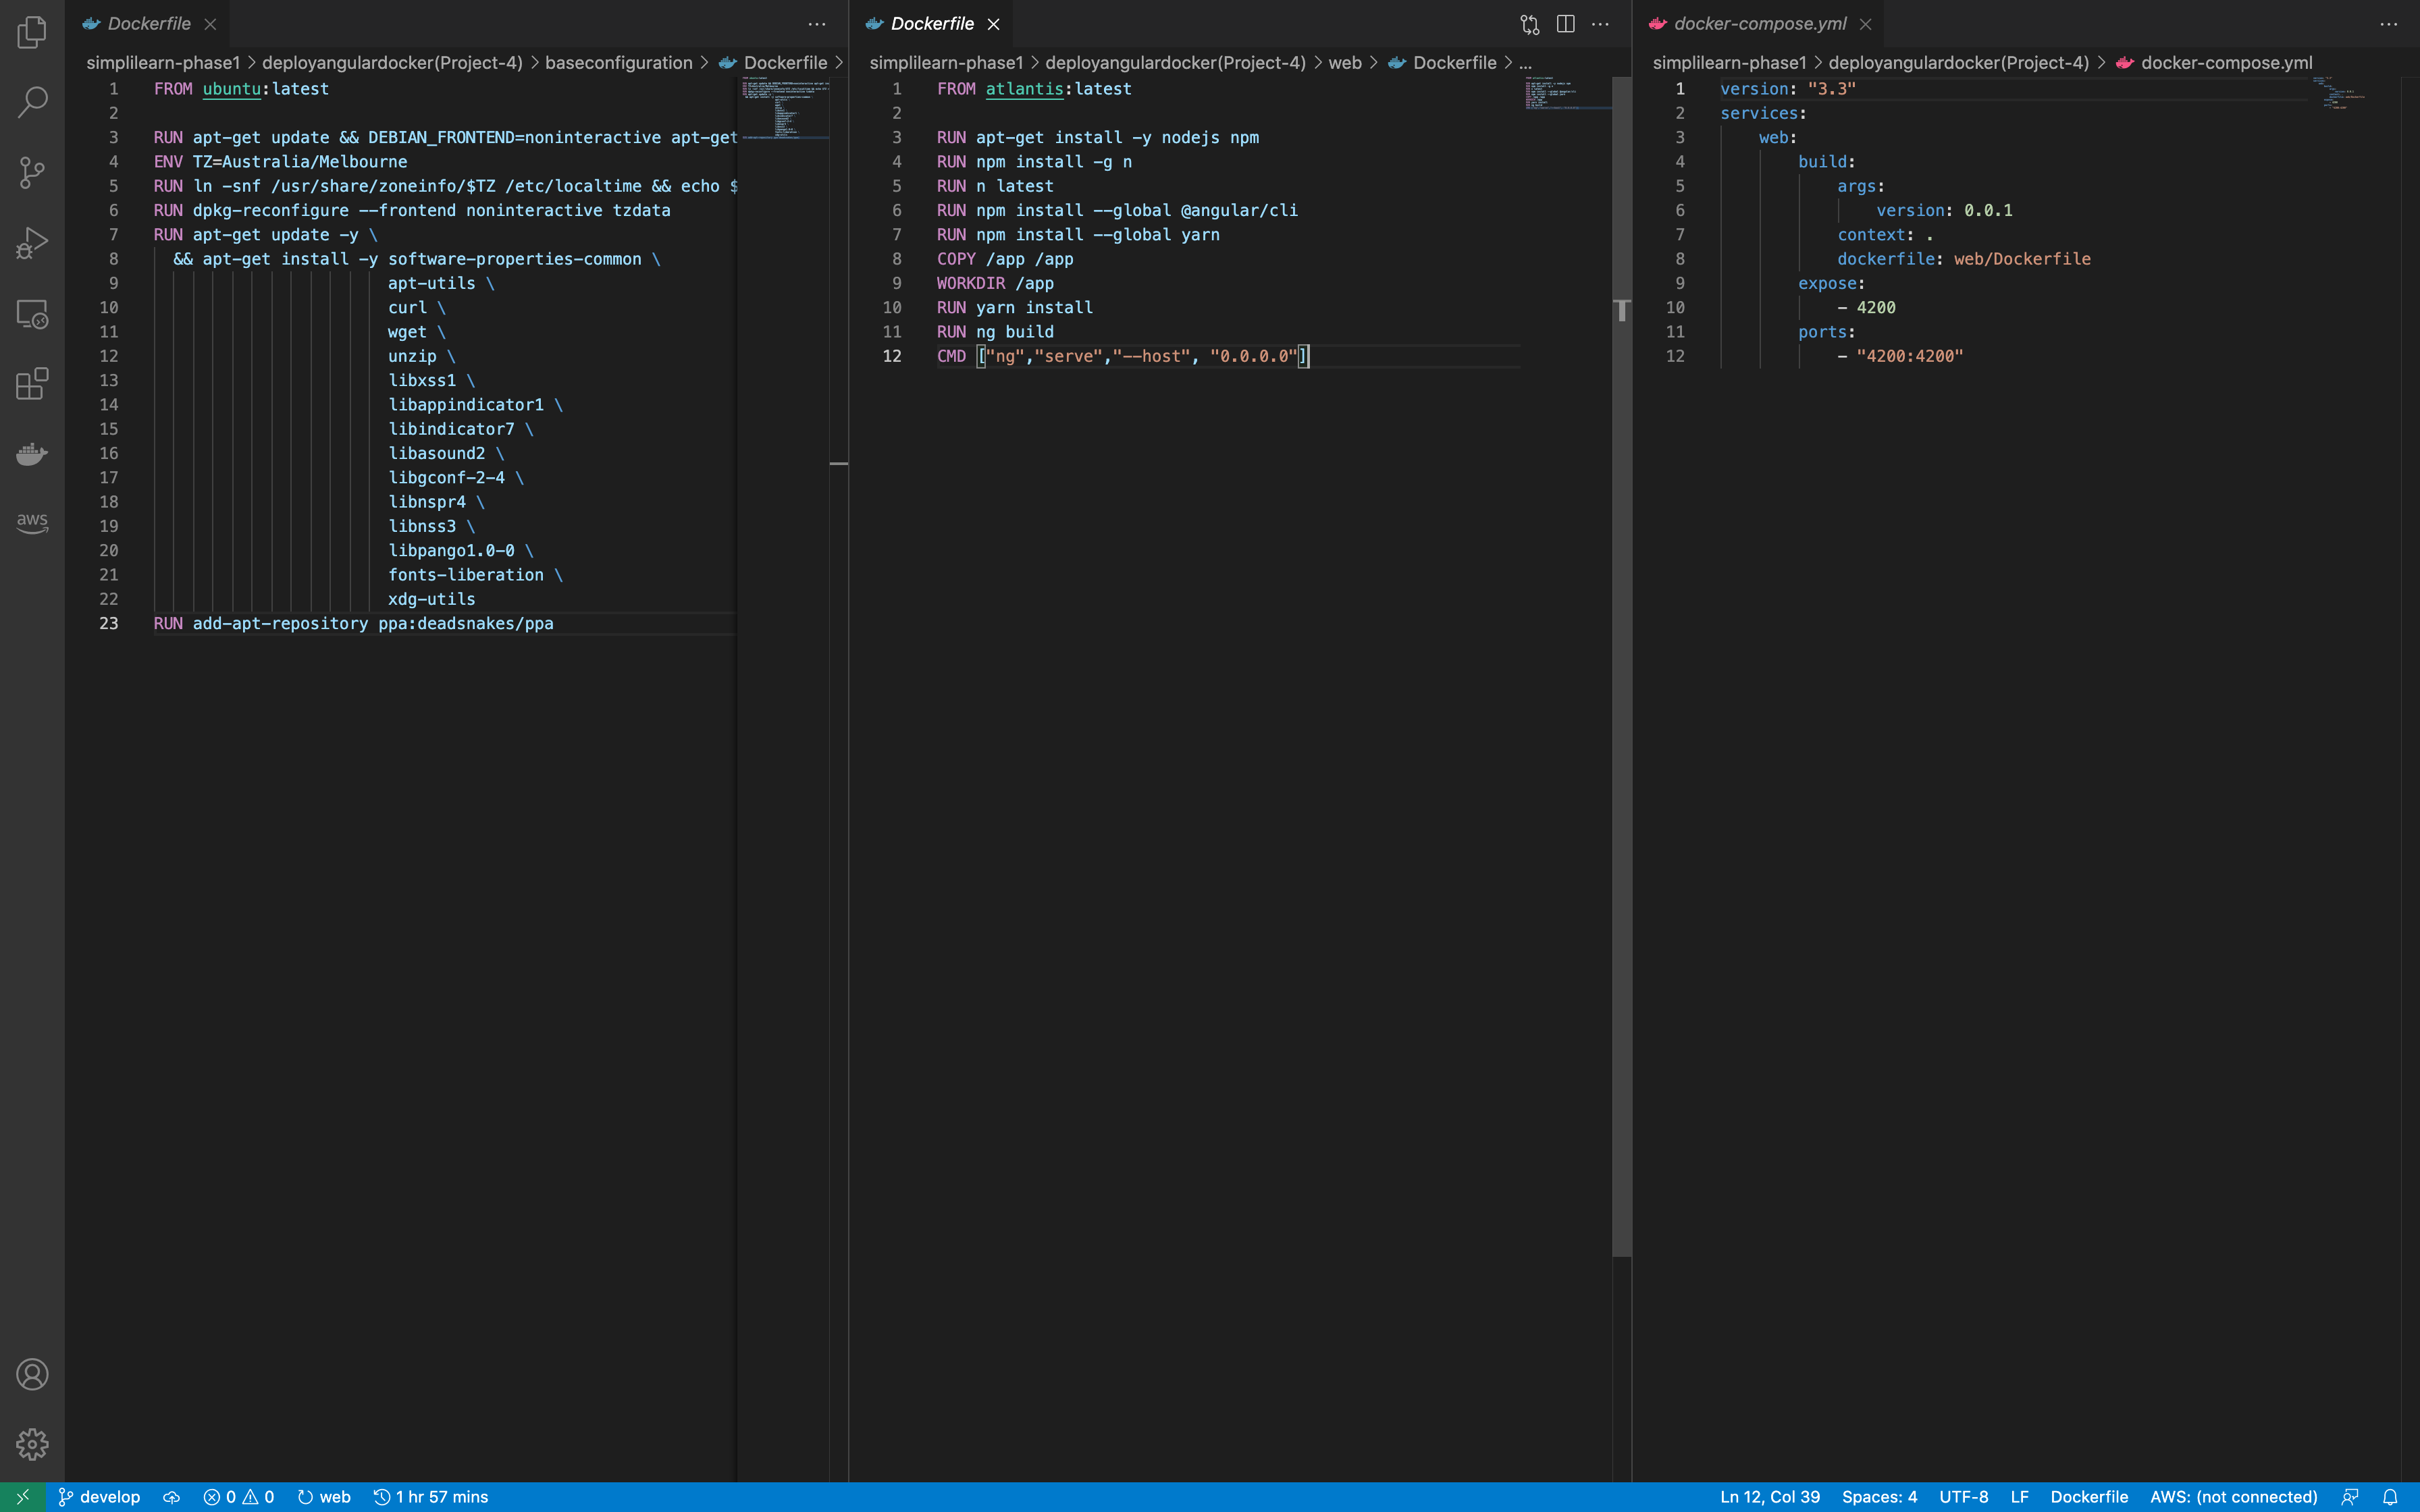 Dockerfile
simplilearn-phase1 > deployangulardocker(Project-4) > baseconfiguration > Dockerfile >
1 FROM ubuntu:latest
2
3 RUN apt-get update && DEBIAN_FRONTEND=noninteractive apt-get
4 ENV TZ=Australia/Melbourne
5 RUN ln -snf /usr/share/zoneinfo/$TZ /etc/localtime && echo $
6 RUN dpkg-reconfigure --frontend noninteractive tzdata
7 RUN apt-get update -y \
8 && apt-get install -y software-properties-common \
9 apt-utils \
10 curl \
11 wget \
12 unzip \
13 libxss1 \
14 libappindicator1 \
15 libindicator7 \
16 libasound2 \
17 libgconf-2-4 \
18 libnspr4 \
19 libnss3 \
20 libpango1.0-0 \
21 fonts-liberation \
22 xdg-utils
23 RUN add-apt-repository ppa:deadsnakes/ppa
Dockerfile
simplilearn-phase1 > deployangulardocker(Project-4) > web > Dockerfile > ...
1 FROM atlantis:latest
2
3 RUN apt-get install -y nodejs npm
4 RUN npm install -g n
5 RUN n latest
6 RUN npm install --global @angular/cli
7 RUN npm install --global yarn
8 COPY /app /app
9 WORKDIR /app
10 RUN yarn install
11 RUN ng build
12 CMD ["ng","serve","--host", "0.0.0.0"]
docker-compose.yml
simplilearn-phase1 > deployangulardocker(Project-4) > docker-compose.yml
1 version: "3.3"
2 services:
3 web:
4 build:
5 args:
6 version: 0.0.1
7 context: .
8 dockerfile: web/Dockerfile
9 expose:
10 - 4200
11 ports:
12 - "4200:4200"
aws
develop 0 0 web 1 hr 57 mins
Ln 12, Col 39 Spaces: 4 UTF-8 LF Dockerfile AWS: (not connected)